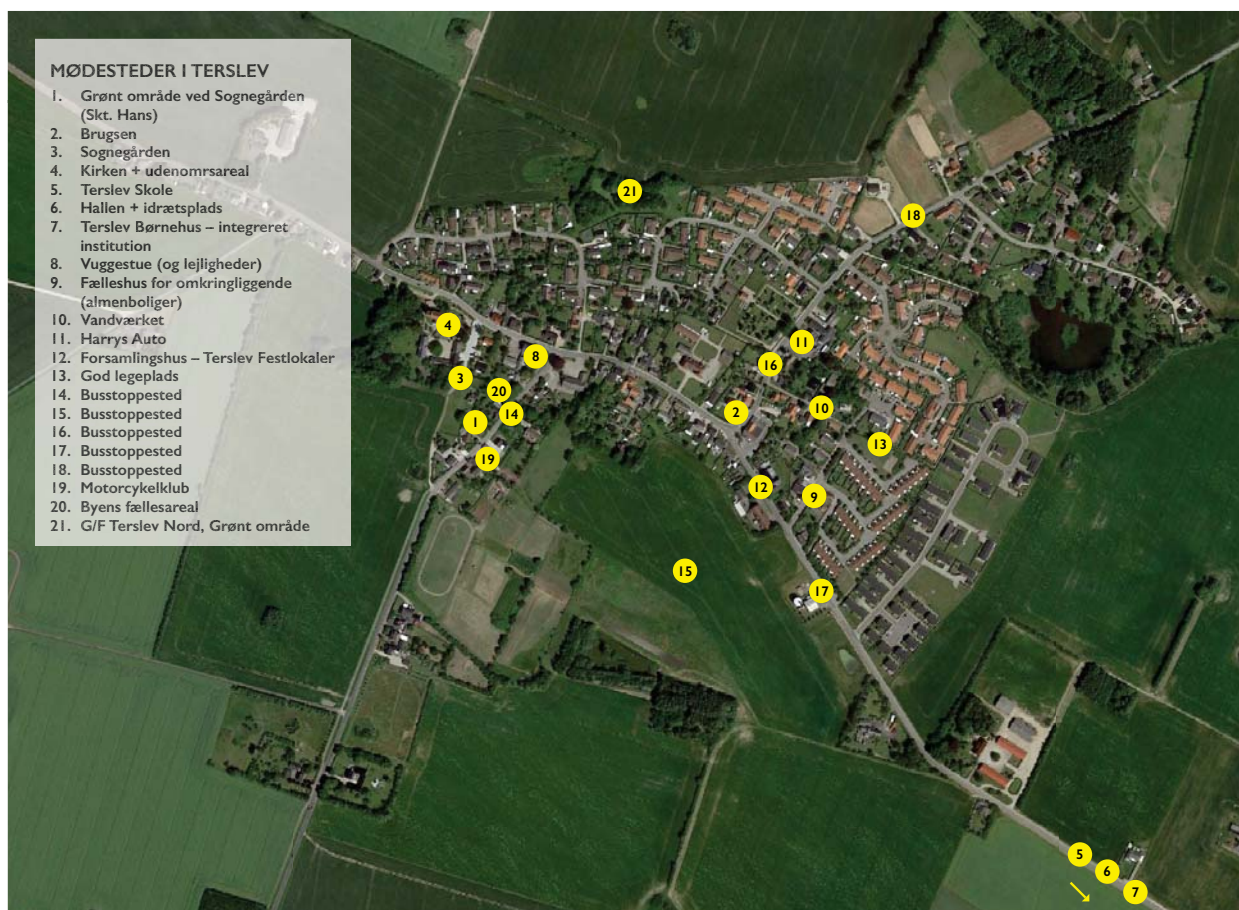 MØDESTEDER I TERSLEV
1. Grønt område ved Sognegården
(Skt. Hans)
2. Brugsen
3. Sognegården
4. Kirken + udenomrsareal
5. Terslev Skole
6. Hallen + idrætsplads
7. Terslev Børnehus – integreret
institution
8. Vuggestue (og lejligheder)
9. Fælleshus for omkringliggende
(almenboliger)
10. Vandværket
11. Harrys Auto
12. Forsamlingshus – Terslev Festlokaler
13. God legeplads
14. Busstoppested
15. Busstoppested
16. Busstoppested
17. Busstoppested
18. Busstoppested
19. Motorcykelklub
20. Byens fællesareal
21. G/F Terslev Nord, Grønt område
21
18
4
11
8
16
3
20
10
2
14
1
13
19
12
9
15
17
5
6
7